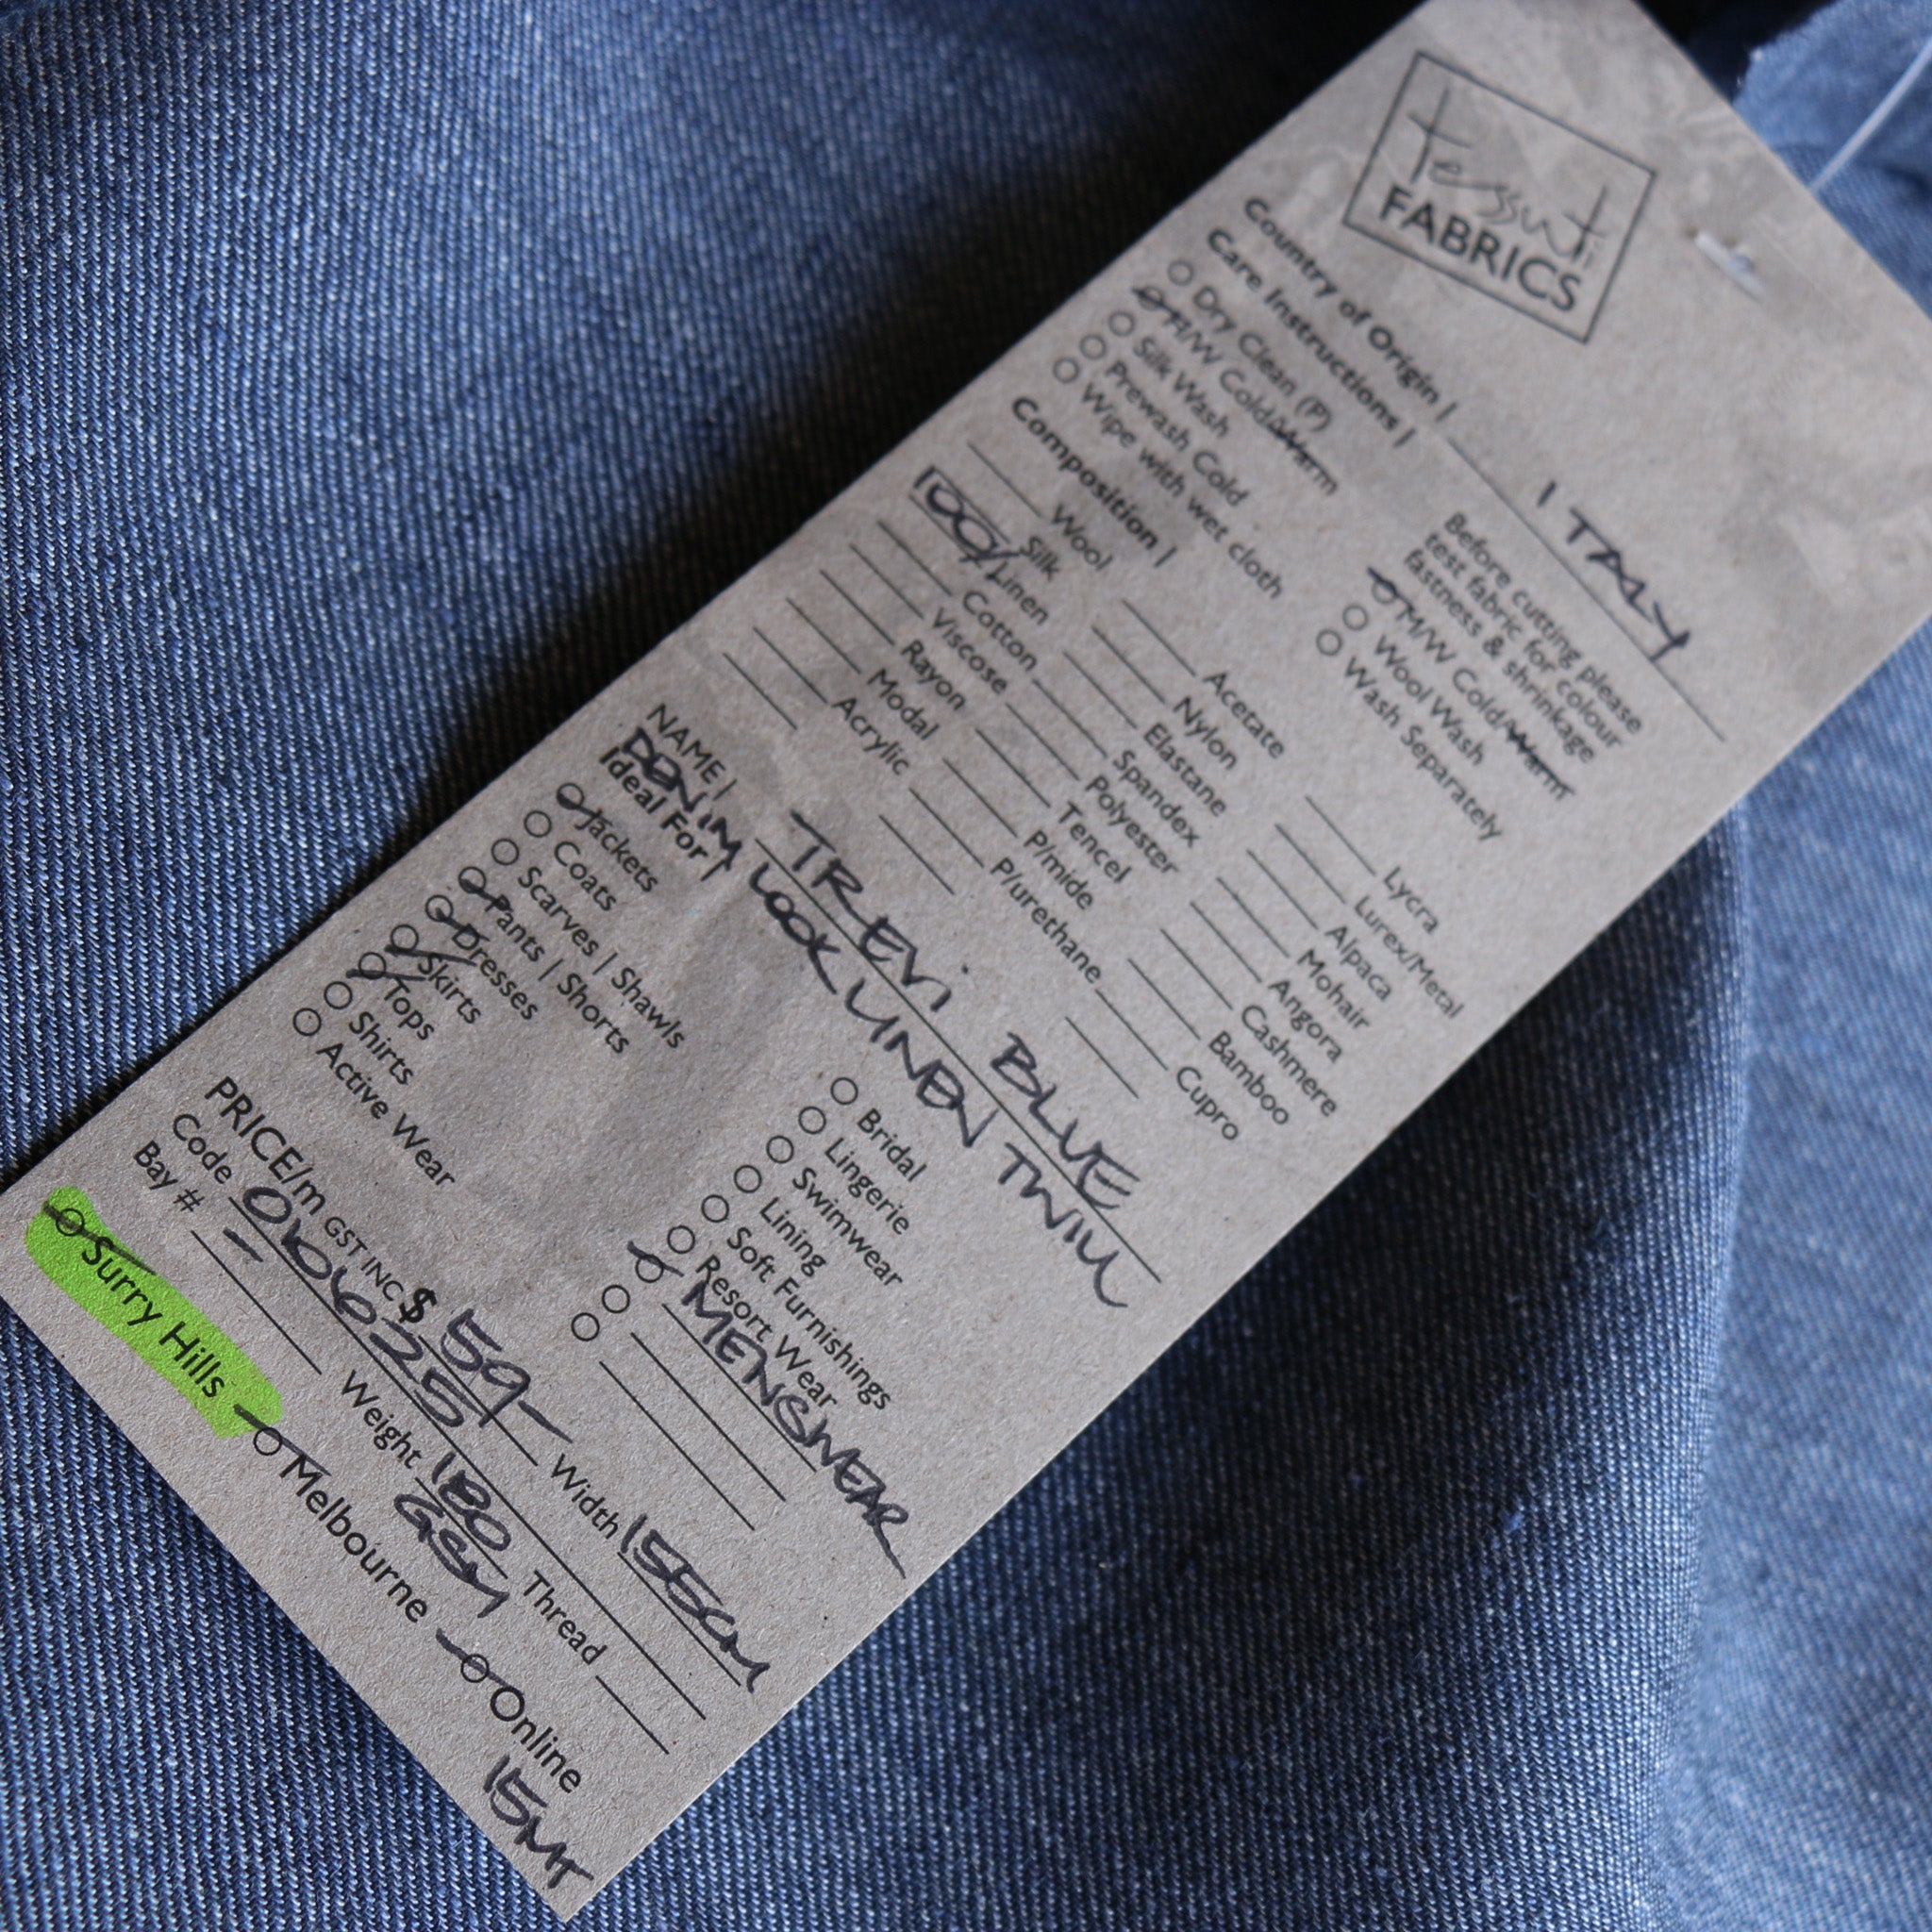 Tessuti
FABRICS
Country of Origin | ITALY
Care Instructions |
Before cutting please
test fabric for colour
fastness & shrinkage
Dry Clean (P)
H/W Cold/Warm
Silk Wash
Prewash Cold
Wipe with wet cloth
M/W Cold/Warm
Wool Wash
Wash Separately
Composition |
Wool
Silk
100/ Linen
Cotton
Viscose
Rayon
Modal
Acrylic
Acetate
Nylon
Elastane
Spandex
Polyester
Tencel
P/mide
P/urethane
Lycra
Lurex/Metal
Alpaca
Mohair
Angora
Cashmere
Bamboo
Cupro
NAME | TREVI BLUE
DENIM LOOK LINEN TWILL
Ideal For |
Jackets
Coats
Scarves | Shawls
Pants | Shorts
Dresses
Skirts
Tops
Shirts
Active Wear
Bridal
Lingerie
Swimwear
Lining
Soft Furnishings
Resort Wear
MENSWEAR
PRICE/m GST INC $ 59- Width 155cm
Code 0106325 Weight 180 GSM Thread
Bay # -
Surry Hills Melbourne Online
15MT